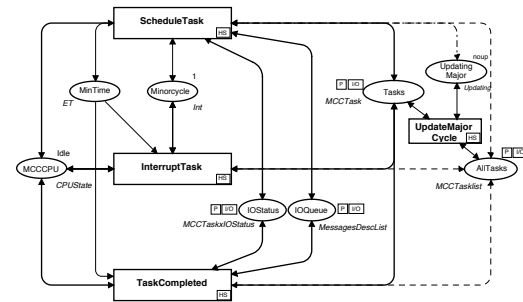 ScheduleTask
HS
1
noup
P I/O
Updating
Major
MinTime
Minorcycle
Tasks
ET
Int
MCCTask
Updating
UpdateMajor
Cycle
HS
Idle
P I/O
MCCCPU
InterruptTask
AllTasks
CPUState
HS
MCCTasklist
P I/O
P I/O
IOStatus
IOQueue
MCCTaskxIOStatus
MessagesDescList
TaskCompleted
HS